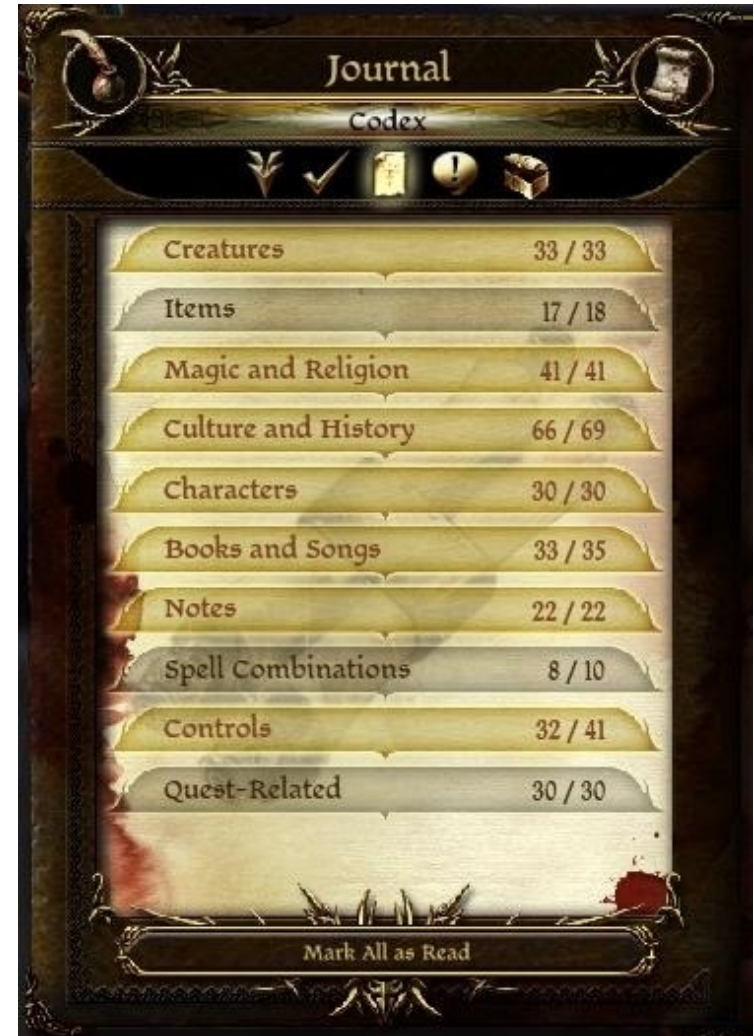 Journal
Codex
Creatures 33 / 33
Items 17 / 18
Magic and Religion 41 / 41
Culture and History 66 / 69
Characters 30 / 30
Books and Songs 33 / 35
Notes 22 / 22
Spell Combinations 8 / 10
Controls 32 / 41
Quest-Related 30 / 30
Mark All as Read